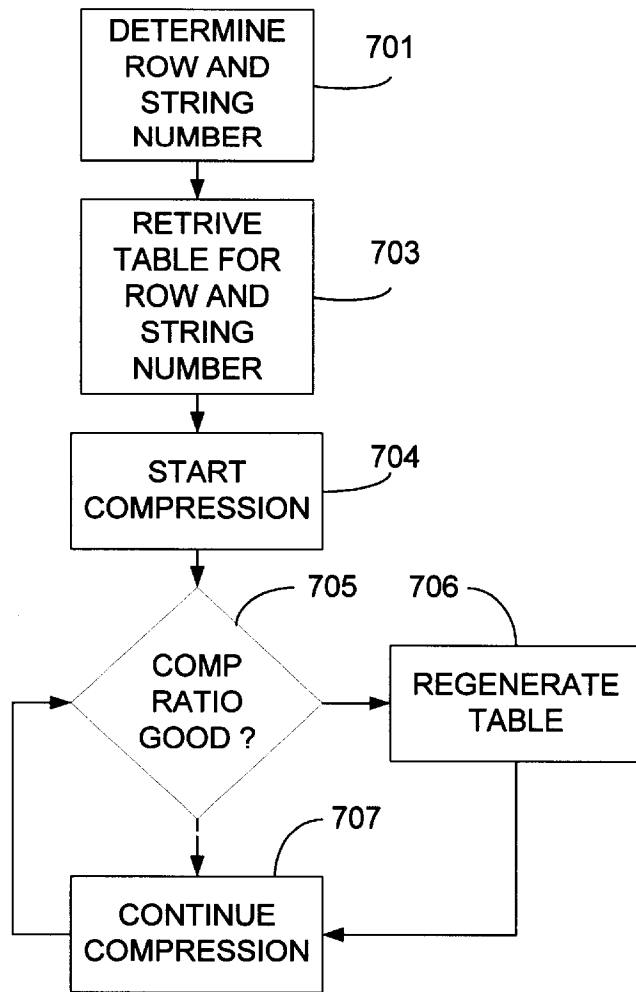 DETERMINE
ROW AND
STRING
NUMBER
701
RETRIVE
TABLE FOR
ROW AND
STRING
NUMBER
703
START
COMPRESSION
704
COMP
RATIO
GOOD ?
705
706
REGENERATE
TABLE
707
CONTINUE
COMPRESSION